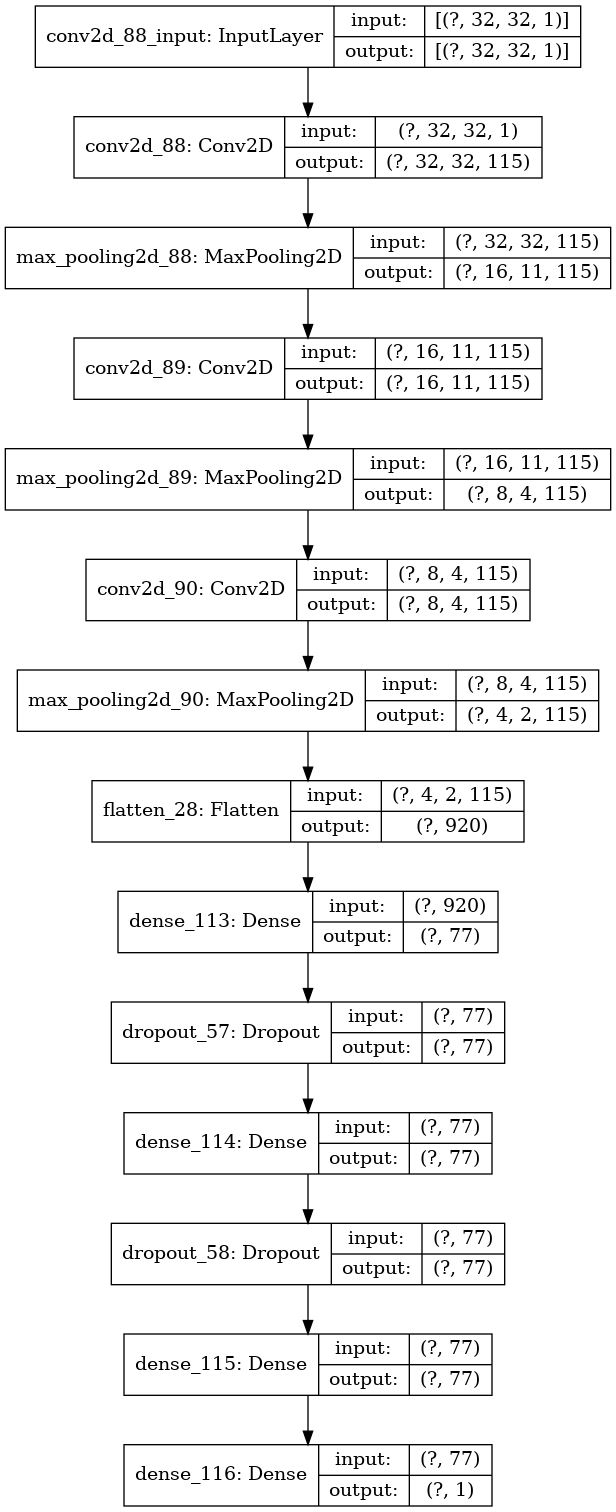 conv2d_88_input: InputLayer input: [(?, 32, 32, 1)]
output: [(?, 32, 32, 1)]
conv2d_88: Conv2D input: (?, 32, 32, 1)
output: (?, 32, 32, 115)
max_pooling2d_88: MaxPooling2D input: (?, 32, 32, 115)
output: (?, 16, 11, 115)
conv2d_89: Conv2D input: (?, 16, 11, 115)
output: (?, 16, 11, 115)
max_pooling2d_89: MaxPooling2D input: (?, 16, 11, 115)
output: (?, 8, 4, 115)
conv2d_90: Conv2D input: (?, 8, 4, 115)
output: (?, 8, 4, 115)
max_pooling2d_90: MaxPooling2D input: (?, 8, 4, 115)
output: (?, 4, 2, 115)
flatten_28: Flatten input: (?, 4, 2, 115)
output: (?, 920)
dense_113: Dense input: (?, 920)
output: (?, 77)
dropout_57: Dropout input: (?, 77)
output: (?, 77)
dense_114: Dense input: (?, 77)
output: (?, 77)
dropout_58: Dropout input: (?, 77)
output: (?, 77)
dense_115: Dense input: (?, 77)
output: (?, 77)
dense_116: Dense input: (?, 77)
output: (?, 1)